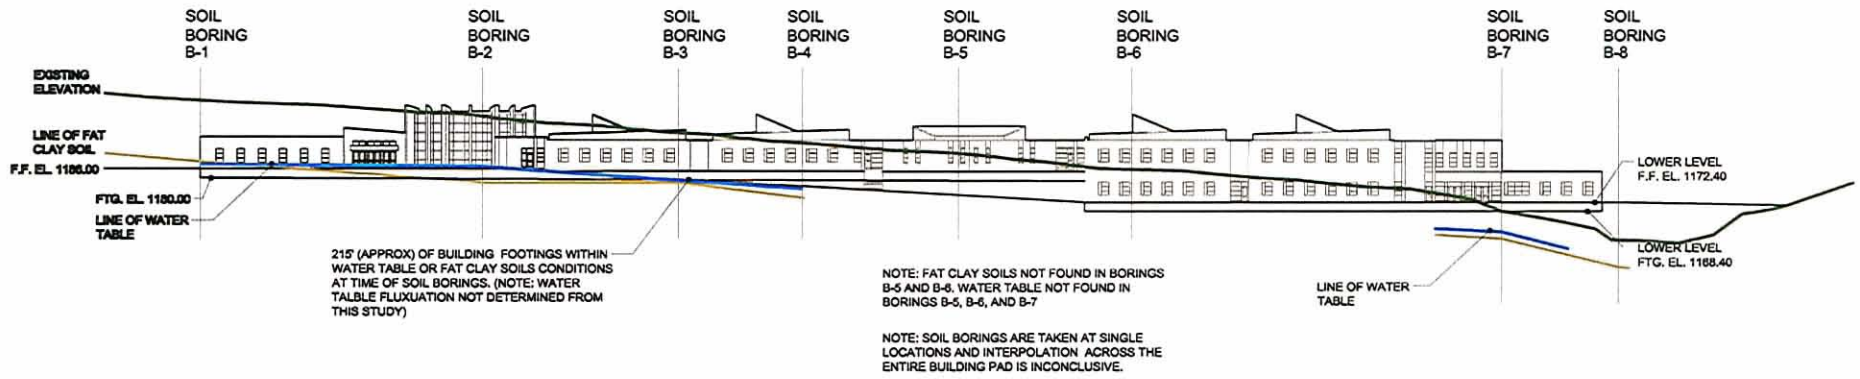 SOIL
BORING
B-1
SOIL
BORING
B-2
SOIL
BORING
B-3
SOIL
BORING
B-4
SOIL
BORING
B-5
SOIL
BORING
B-6
SOIL
BORING
B-7
SOIL
BORING
B-8
EXISTING
ELEVATION
LINE OF FAT
CLAY SOIL
F.F. EL. 1186.00
FTG. EL. 1180.00
LINE OF WATER
TABLE
215' (APPROX) OF BUILDING FOOTINGS WITHIN
WATER TABLE OR FAT CLAY SOILS CONDITIONS
AT TIME OF SOIL BORINGS. (NOTE: WATER
TALBLE FLUXUATION NOT DETERMINED FROM
THIS STUDY)
NOTE: FAT CLAY SOILS NOT FOUND IN BORINGS
B-5 AND B-6. WATER TABLE NOT FOUND IN
BORINGS B-5, B-6, AND B-7
NOTE: SOIL BORINGS ARE TAKEN AT SINGLE
LOCATIONS AND INTERPOLATION ACROSS THE
ENTIRE BUILDING PAD IS INCONCLUSIVE.
LINE OF WATER
TABLE
LOWER LEVEL
F.F. EL. 1172.40
LOWER LEVEL
FTG. EL. 1168.40